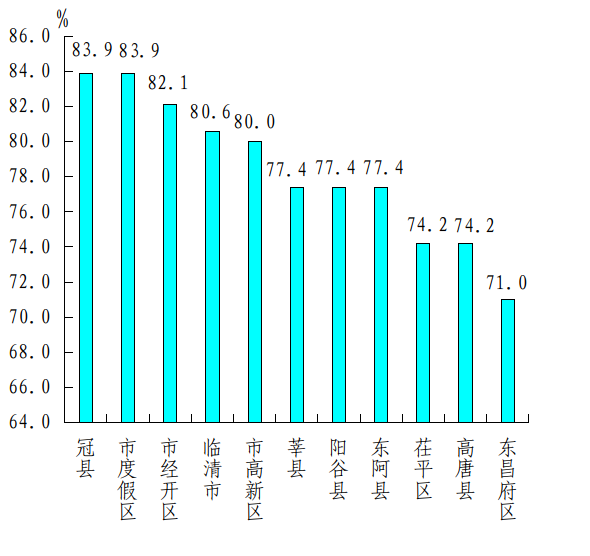 %
86.0
84.0
82.0
80.0
78.0
76.0
74.0
72.0
70.0
68.0
66.0
64.0
83.9
83.9
82.1
80.6
80.0
77.4
77.4
77.4
74.2
74.2
71.0
冠县
市度假区
市经开区
临清市
市高新区
莘县
阳谷县
东阿县
茌平区
高唐县
东昌府区